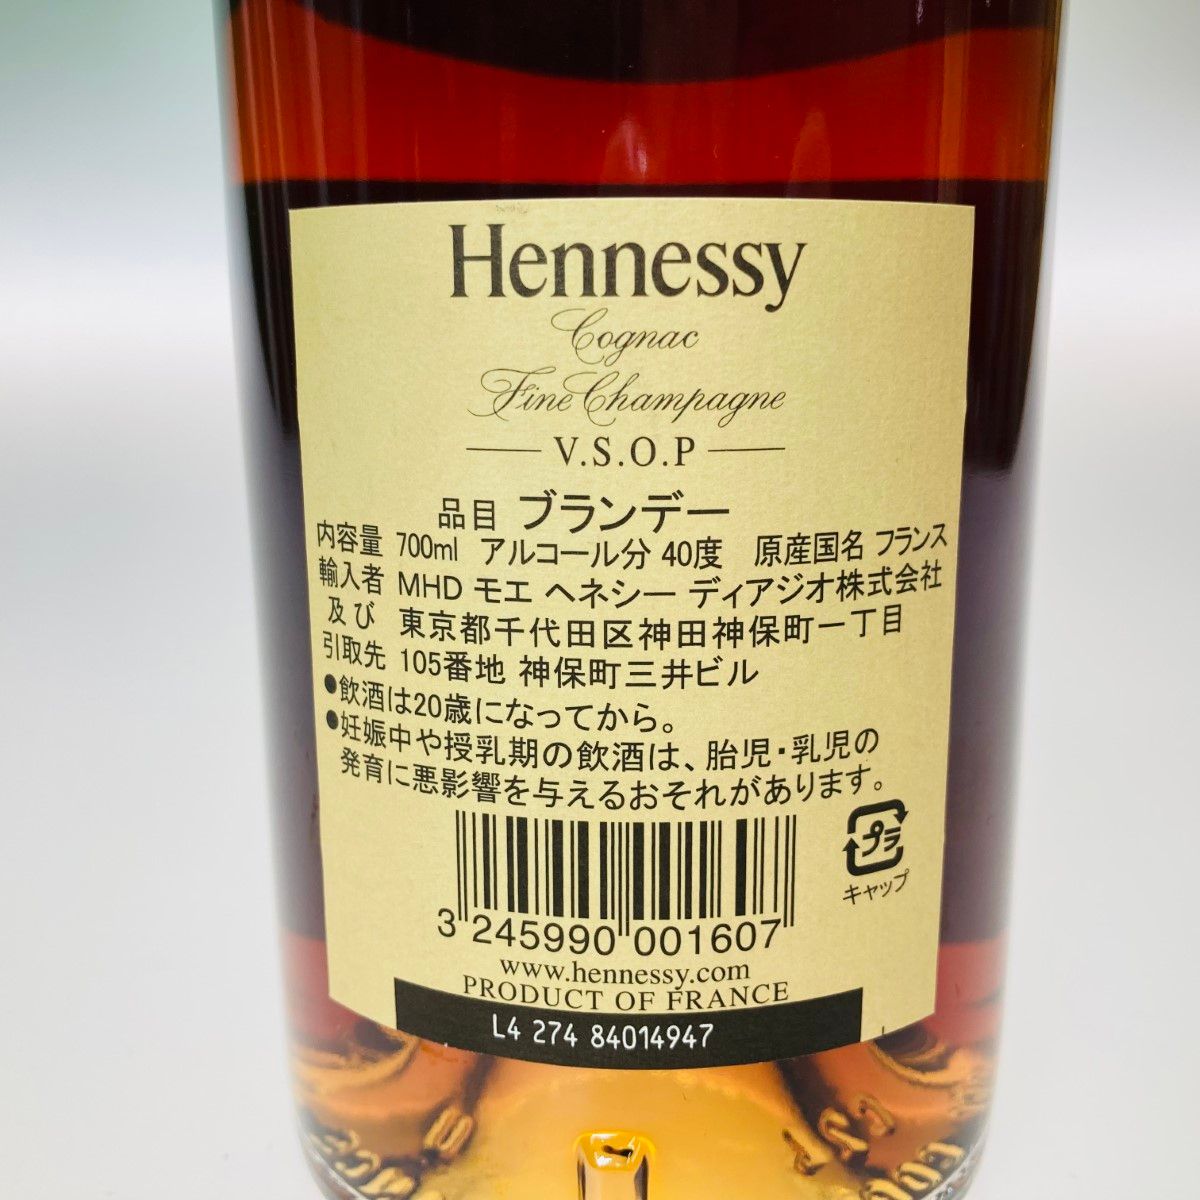 Hennessy
Cognac
Fine Champagne
V.S.O.P
品目 ブランデー
内容量 700ml アルコール分 40度 原産国名 フランス
輸入者 MHD モエ ヘネシー ディアジオ株式会社
及び 東京都千代田区神田神保町一丁目
引取先 105番地 神保町三井ビル
●飲酒は20歳になってから。
●妊娠中や授乳期の飲酒は、胎児・乳児の
発育に悪影響を与えるおそれがあります。
プラ
キャップ
3 245990 001607
www.hennessy.com
PRODUCT OF FRANCE
L4 274 84014947